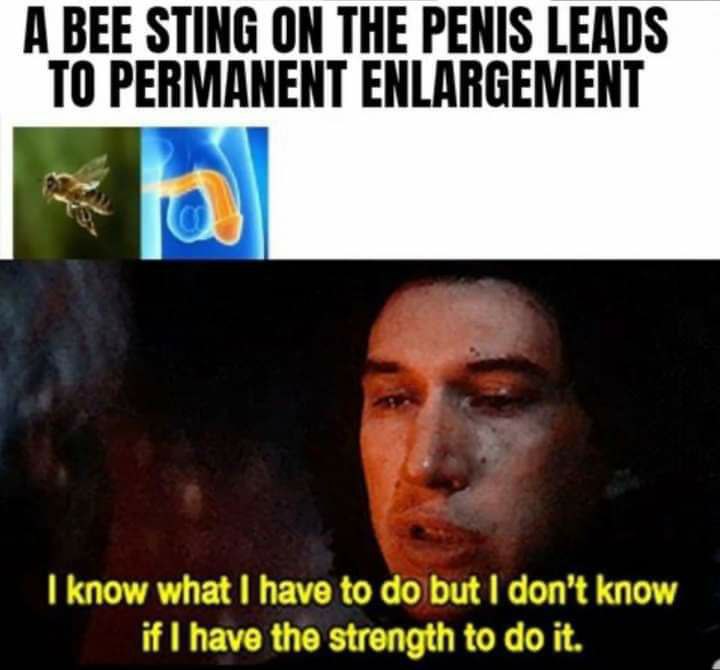 A BEE STING ON THE PENIS LEADS
TO PERMANENT ENLARGEMENT
I know what I have to do but I don't know
if I have the strength to do it.